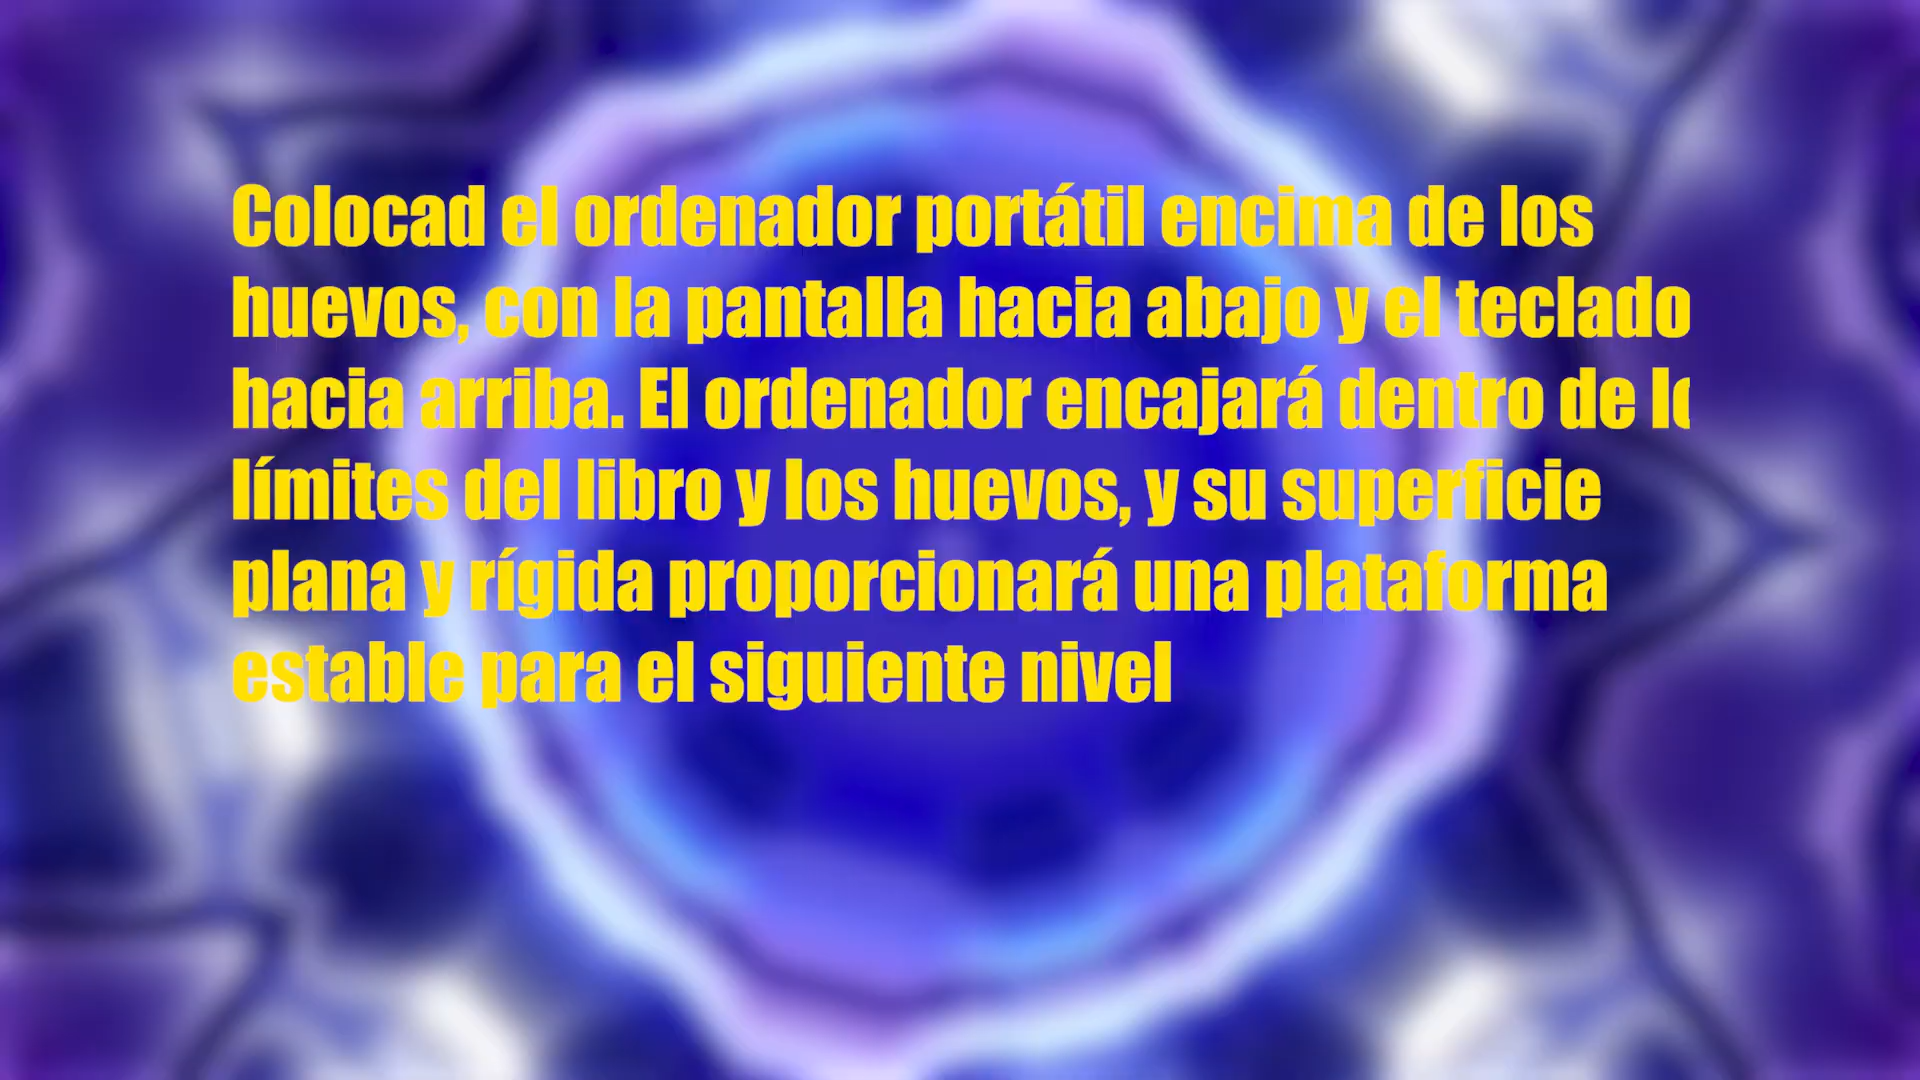 Colocad el ordenador portátil encima de los
huevos, con la pantalla hacia abajo y el teclado
hacia arriba. El ordenador encajará dentro de
límites del libro y los huevos, y su superficie
plana y rígida proporcionará una plataforma
estable para el siguiente nivel